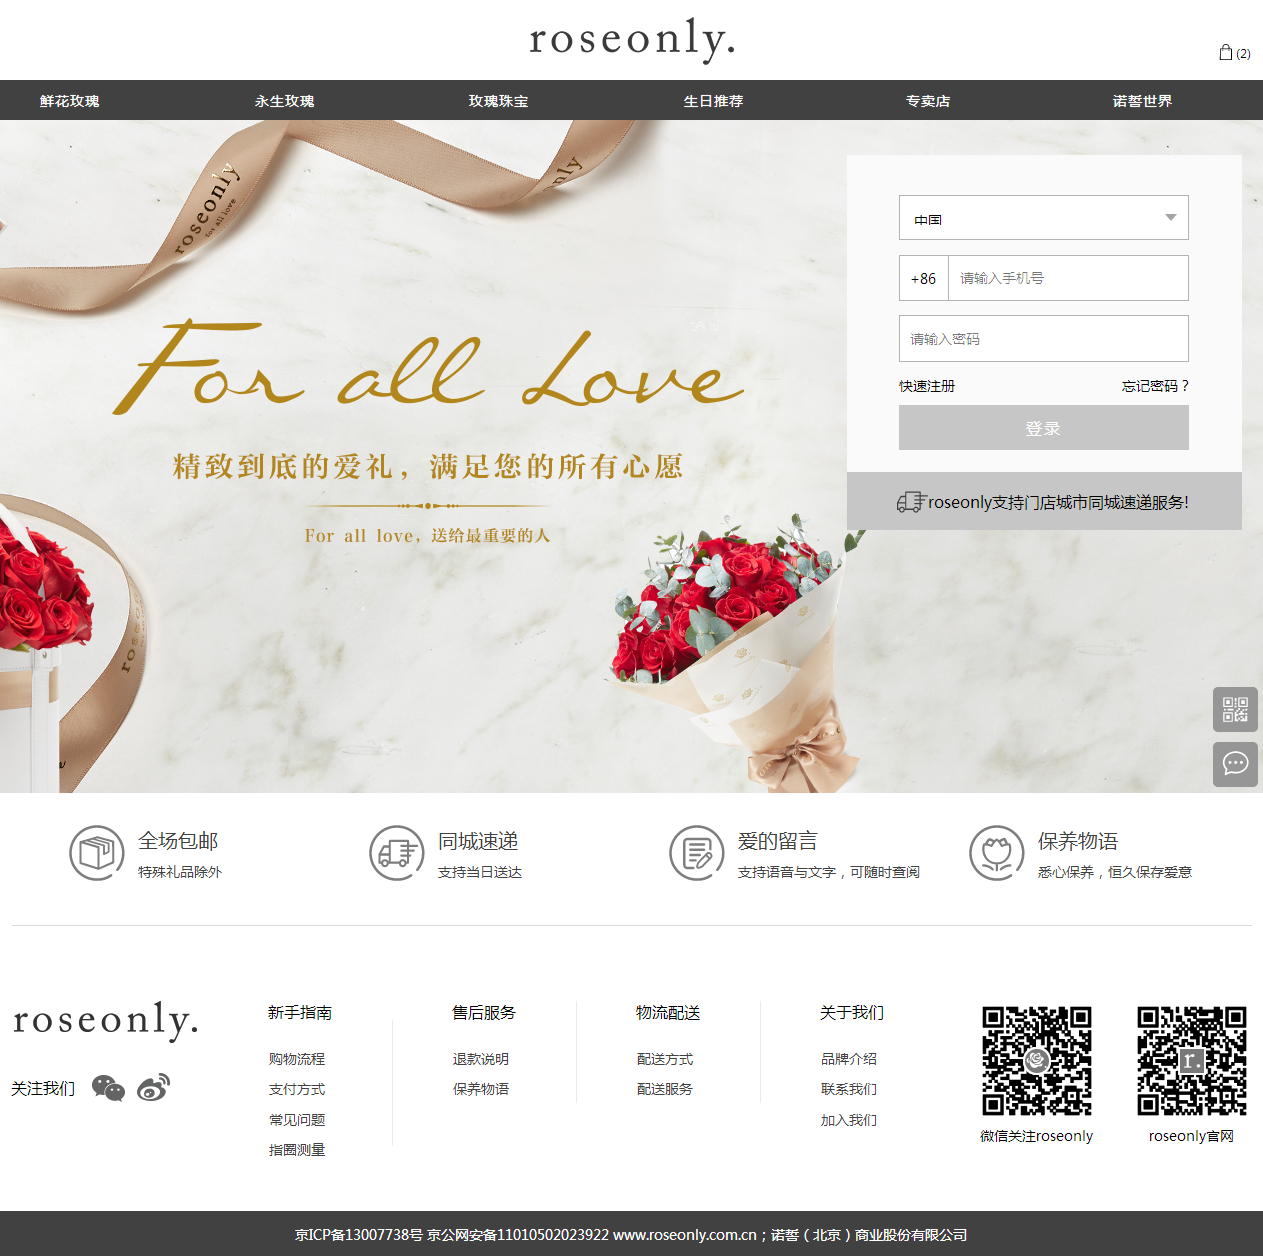 roseonly.
(2)
鲜花玫瑰 永生玫瑰 玫瑰珠宝 生日推荐 专卖店 诺誓世界
roseonly
for all love
roseonly
For all Love
精致到底的爱礼，满足您的所有心愿
For all love，送给最重要的人
中国
+86 请输入手机号
请输入密码
快速注册 忘记密码？
登录
roseonly支持门店城市同城速递服务!
全场包邮
特殊礼品除外
同城速递
支持当日送达
爱的留言
支持语音与文字，可随时查阅
保养物语
悉心保养，恒久保存爱意
roseonly.
关注我们
新手指南
购物流程
支付方式
常见问题
指圈测量
售后服务
退款说明
保养物语
物流配送
配送方式
配送服务
关于我们
品牌介绍
联系我们
加入我们
r.
微信关注roseonly
roseonly官网
京ICP备13007738号 京公网安备11010502023922 www.roseonly.com.cn；诺誓（北京）商业股份有限公司